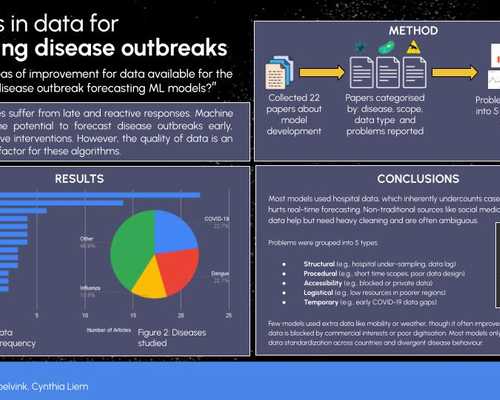 s in data for
ng disease outbreaks
as of improvement for data available for the
disease outbreak forecasting ML models?"
es suffer from late and reactive responses. Machine
e potential to forecast disease outbreaks early,
ve interventions. However, the quality of data is an
factor for these algorithms.
METHOD
Collected 22
papers about
model
development
Papers categorised
by: disease, scope,
data type and
problems reported
Proble
into 5
RESULTS
5
10
15
20
25
Number of Articles
ata
requency
COVID-19
22.7%
Other
40.9%
Dengue
22.7%
Influenza
13.6%
Figure 2: Diseases
studied
CONCLUSIONS
Most models used hospital data, which inherently undercounts case
hurts real-time forecasting. Non-traditional sources like social medic
data help but need heavy cleaning and are often ambiguous.
Problems were grouped into 5 types
Structural (e.g., hospital under-sampling, data lag)
Procedural (e.g., short time scopes, poor data design)
Accessibility (e.g., blocked or private data)
Logistical (e.g., low resources in poorer regions)
Temporary (e.g., early COVID-19 data gaps)
Few models used extra data like mobility or weather, though it often improve
data is blocked by commercial interests or poor digitisation. Most models only
data standardization across countries and divergent disease behaviour.
pelvink, Cynthia Liem